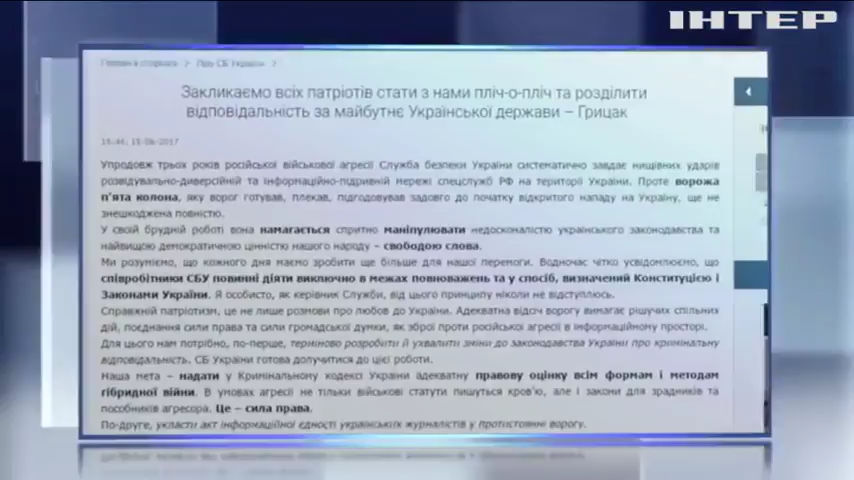 ІНТЕР
Головна сторінка > Про СБ України >
Закликаємо всіх патріотів стати з нами пліч-о-пліч та розділити
відповідальність за майбутнє Української держави – Грицак
15:46, 15-06-2017
Упродовж трьох років російської військової агресії Служба безпеки України систематично завдає нищівних ударів
розвідувально-диверсійній та інформаційно-підривній мережі спецслужб РФ на території України. Проте ворожа
п'ята колона, яку ворог готував, плекав, підгодовував задовго до початку відкритого нападу на Україну, ще не
знешкоджена повністю.
У своїй брудній роботі вона намагається спритно маніпулювати недосконалістю українського законодавства та
найвищою демократичною цінністю нашого народу – свободою слова.
Ми розуміємо, що кожного дня маємо зробити ще більше для нашої перемоги. Водночас чітко усвідомлюємо, що
співробітники СБУ повинні діяти виключно в межах повноважень та у спосіб, визначений Конституцією і
Законами України. Я особисто, як керівник Служби, від цього принципу ніколи не відступлюсь.
Справжній патріотизм, це не лише розмови про любов до України. Адекватна відсіч ворогу вимагає рішучих спільних
дій, поєднання сили права та сили громадської думки, як зброї проти російської агресії в інформаційному просторі.
Для цього нам потрібно, по-перше, терміново розробити й ухвалити зміни до законодавства України про кримінальну
відповідальність. СБ України готова долучитися до цієї роботи.
Наша мета – надати у Кримінальному кодексі України адекватну правову оцінку всім формам і методам
гібридної війни. В умовах агресії не тільки військові статути пишуться кров'ю, але і закони для зрадників та
пособників агресора. Це – сила права.
По-друге, укласти акт інформаційної єдності українських журналістів у протистоянні ворогу.